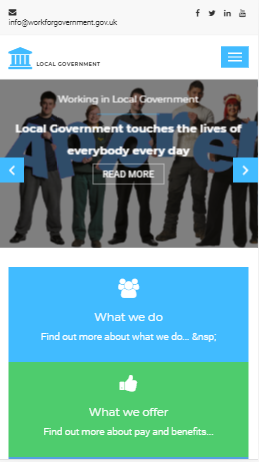 info@workforgovernment.gov.uk
LOCAL GOVERNMENT
Working in Local Government
Local Government touches the lives of
everybody every day
READ MORE
What we do
Find out more about what we do... &nsp;
What we offer
Find out more about pay and benefits...